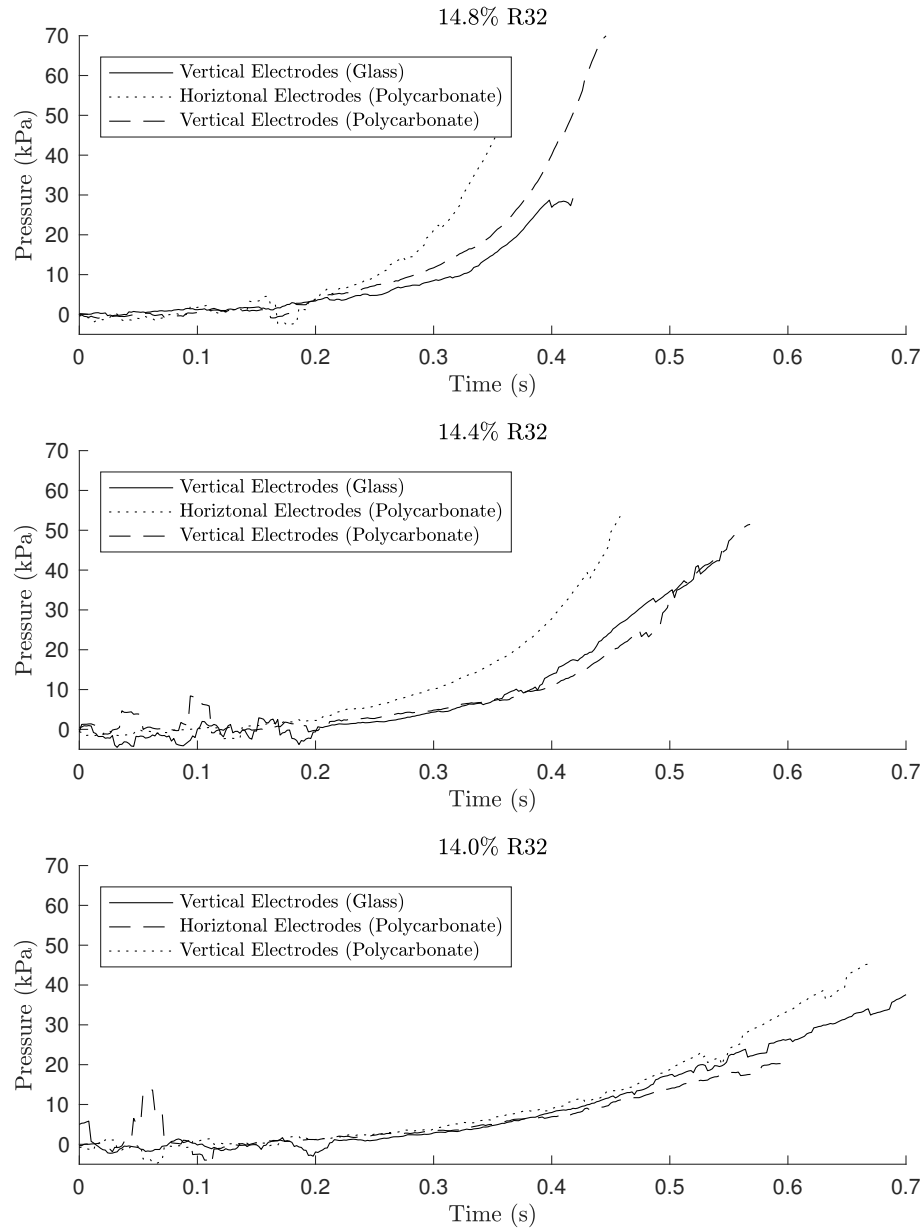 14.8% R32
70
60
50
40
30
20
10
0
Pressure (kPa)
Vertical Electrodes (Glass)
Horiztonal Electrodes (Polycarbonate)
Vertical Electrodes (Polycarbonate)
0 0.1 0.2 0.3 0.4 0.5 0.6 0.7
Time (s)
14.4% R32
70
60
50
40
30
20
10
0
Pressure (kPa)
Vertical Electrodes (Glass)
Horiztonal Electrodes (Polycarbonate)
Vertical Electrodes (Polycarbonate)
0 0.1 0.2 0.3 0.4 0.5 0.6 0.7
Time (s)
14.0% R32
70
60
50
40
30
20
10
0
Pressure (kPa)
Vertical Electrodes (Glass)
Horiztonal Electrodes (Polycarbonate)
Vertical Electrodes (Polycarbonate)
0 0.1 0.2 0.3 0.4 0.5 0.6 0.7
Time (s)